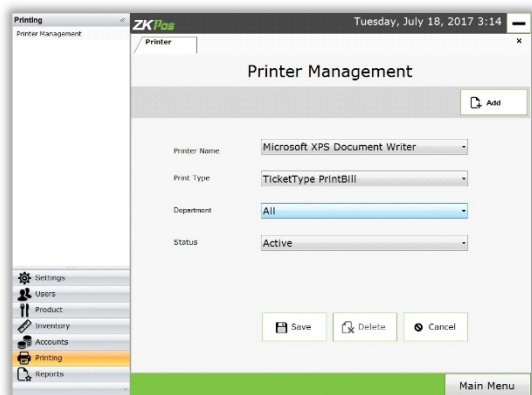 Printing «
Printer Management
ZKPos
Tuesday, July 18, 2017 3:14
Printer
×
Printer Management
Add
Printer Name
Microsoft XPS Document Writer
Print Type
TicketType PrintBill
Department
All
Status
Active
Save
Delete
Cancel
Settings
Users
Product
Inventory
Accounts
Printing
Reports
Main Menu